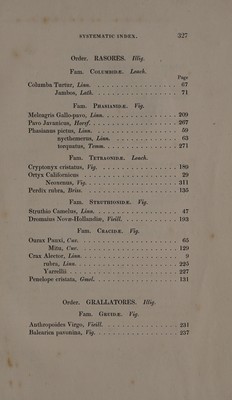 SYSTEMATIC INDEX. 327
Order. RASORES. Illig.
Fam. COLUMBIDÆ. Leach.
Page
Columba Turtur, Linn. 67
Jambos, Lath. 71
Fam. PHASIANIDÆ. Vig.
Meleagris Gallo-pavo, Linn. 209
Pavo Javanicus, Horsf. 267
Phasianus pictus, Linn. 59
nycthemerus, Linn. 63
torquatus, Temm. 271
Fam. TETRAONIDÆ. Leach.
Cryptonyx cristatus, Vig. 189
Ortyx Californicus 29
Neoxenus, Vig. 311
Perdix rubra, Briss. 135
Fam. STRUTHIONIDÆ. Vig.
Struthio Camelus, Linn. 47
Dromaius Novæ-Hollandiæ, Vieill. 193
Fam. CRACIDÆ. Vig.
Ourax Pauxi, Cuv. 65
Mitu, Cuv. 129
Crax Alector, Linn. 9
rubra, Linn. 225
Yarrellii 227
Penelope cristata, Gmel. 131
Order. GRALLATORES. Illig.
Fam. GRUIDÆ. Vig.
Anthropoides Virgo, Vieill. 231
Balearica pavonina, Vig. 237